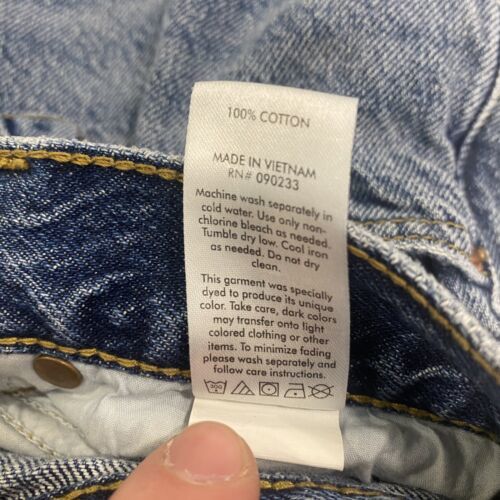 100% COTTON
MADE IN VIETNAM
RN# 090233
Machine wash separately in
cold water. Use only non-
chlorine bleach as needed.
Tumble dry low. Cool iron
as needed. Do not dry
clean.
This garment was specially
dyed to produce its unique
color. Take care, dark colors
may transfer onto light
colored clothing or other
items. To minimize fading
please wash separately and
follow care instructions.